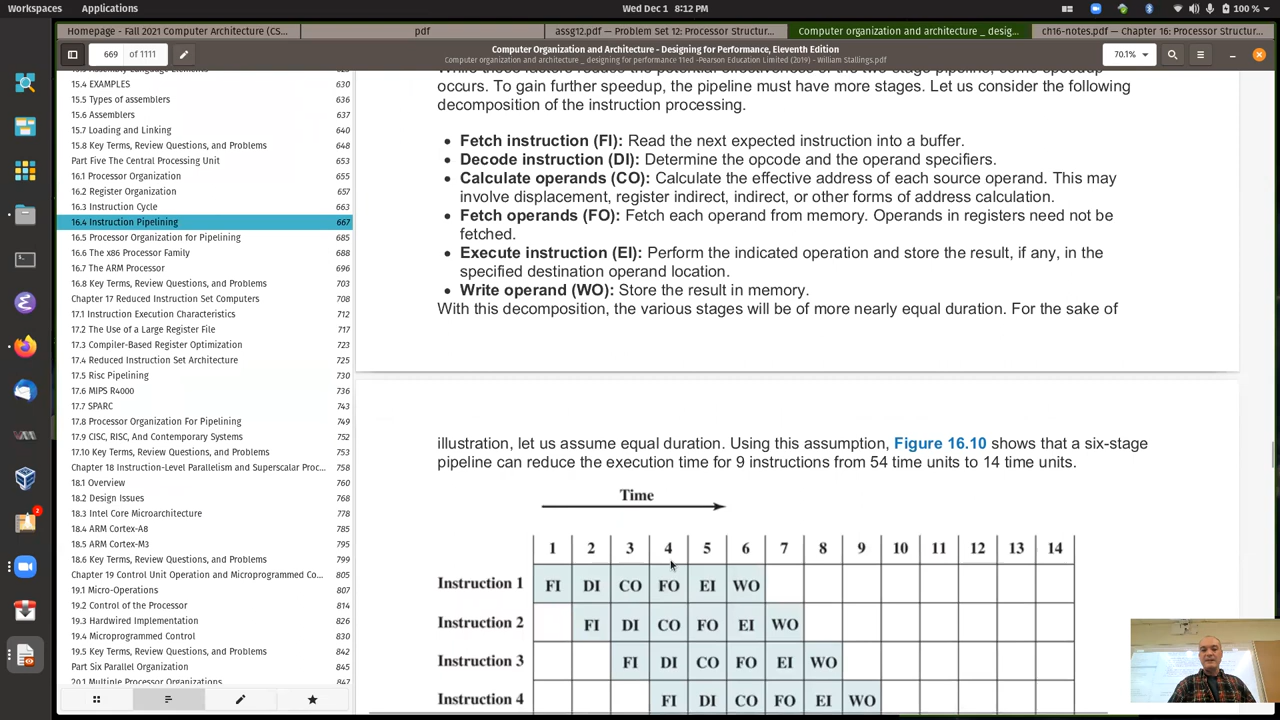 Workspaces Applications Wed Dec 1 8:12 PM 100 %
Homepage - Fall 2021 Computer Architecture (CS... pdf assg12.pdf — Problem Set 12: Processor Structur... Computer organization and architecture _ desig... ch16-notes.pdf — Chapter 16: Processor Structur...
669 of 1111 Computer Organization and Architecture - Designing for Performance, Eleventh Edition 70.1%
Computer organization and architecture _ designing for performance 11ed -Pearson Education Limited (2019) - William Stallings.pdf
15.4 EXAMPLES 630
15.5 Types of assemblers 636
15.6 Assemblers 637
15.7 Loading and Linking 640
15.8 Key Terms, Review Questions, and Problems 648
Part Five The Central Processing Unit 653
16.1 Processor Organization 655
16.2 Register Organization 657
16.3 Instruction Cycle 663
16.4 Instruction Pipelining 667
16.5 Processor Organization for Pipelining 685
16.6 The x86 Processor Family 688
16.7 The ARM Processor 696
16.8 Key Terms, Review Questions, and Problems 703
Chapter 17 Reduced Instruction Set Computers 708
17.1 Instruction Execution Characteristics 712
17.2 The Use of a Large Register File 717
17.3 Compiler-Based Register Optimization 723
17.4 Reduced Instruction Set Architecture 725
17.5 Risc Pipelining 730
17.6 MIPS R4000 736
17.7 SPARC 743
17.8 Processor Organization For Pipelining 749
17.9 CISC, RISC, And Contemporary Systems 752
17.10 Key Terms, Review Questions, and Problems 753
Chapter 18 Instruction-Level Parallelism and Superscalar Proc... 758
18.1 Overview 760
18.2 Design Issues 768
18.3 Intel Core Microarchitecture 778
18.4 ARM Cortex-A8 785
18.5 ARM Cortex-M3 795
18.6 Key Terms, Review Questions, and Problems 799
Chapter 19 Control Unit Operation and Microprogrammed Co... 805
19.1 Micro-Operations 807
19.2 Control of the Processor 814
19.3 Hardwired Implementation 826
19.4 Microprogrammed Control 830
19.5 Key Terms, Review Questions, and Problems 842
Part Six Parallel Organization 845
20.1 Multiple Processor Organizations 847
occurs. To gain further speedup, the pipeline must have more stages. Let us consider the following
decomposition of the instruction processing.
• Fetch instruction (FI): Read the next expected instruction into a buffer.
• Decode instruction (DI): Determine the opcode and the operand specifiers.
• Calculate operands (CO): Calculate the effective address of each source operand. This may
involve displacement, register indirect, indirect, or other forms of address calculation.
• Fetch operands (FO): Fetch each operand from memory. Operands in registers need not be
fetched.
• Execute instruction (EI): Perform the indicated operation and store the result, if any, in the
specified destination operand location.
• Write operand (WO): Store the result in memory.
With this decomposition, the various stages will be of more nearly equal duration. For the sake of
illustration, let us assume equal duration. Using this assumption, Figure 16.10 shows that a six-stage
pipeline can reduce the execution time for 9 instructions from 54 time units to 14 time units.
Time
1 2 3 4 5 6 7 8 9 10 11 12 13 14
Instruction 1 FI DI CO FO EI WO
Instruction 2 FI DI CO FO EI WO
Instruction 3 FI DI CO FO EI WO
Instruction 4 FI DI CO FO EI WO
2